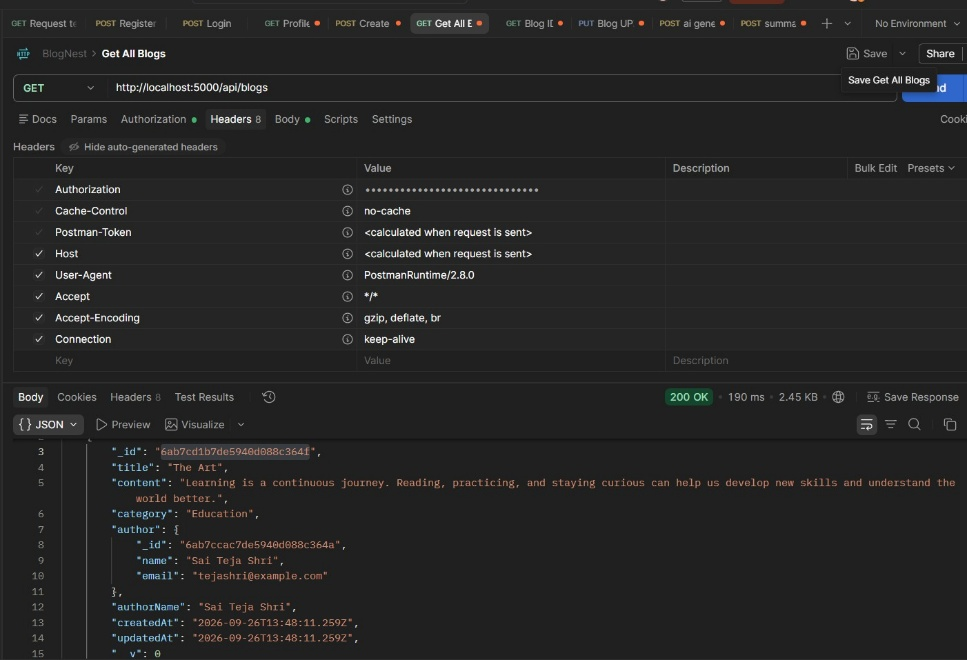 GET Request te POST Register POST Login GET Profile POST Create GET Get All B GET Blog ID PUT Blog UP POST ai gene POST summa No Environment
HTTP BlogNest > Get All Blogs Save Share
Save Get All Blogs
GET http://localhost:5000/api/blogs nd
Docs Params Authorization Headers 8 Body Scripts Settings Cooki
Headers Hide auto-generated headers
Key Value Description Bulk Edit Presets
Authorization ••••••••••••••••••••••••••••••
Cache-Control no-cache
Postman-Token <calculated when request is sent>
Host <calculated when request is sent>
User-Agent PostmanRuntime/2.8.0
Accept */*
Accept-Encoding gzip, deflate, br
Connection keep-alive
Key Value Description
Body Cookies Headers 8 Test Results 200 OK • 190 ms • 2.45 KB • e.g. Save Response
{} JSON Preview Visualize
3 "_id": "6ab7cd1b7de5940d088c364f",
4 "title": "The Art",
5 "content": "Learning is a continuous journey. Reading, practicing, and staying curious can help us develop new skills and understand the
world better.",
6 "category": "Education",
7 "author": {
8 "_id": "6ab7ccac7de5940d088c364a",
9 "name": "Sai Teja Shri",
10 "email": "tejashri@example.com"
11 },
12 "authorName": "Sai Teja Shri",
13 "createdAt": "2026-09-26T13:48:11.259Z",
14 "updatedAt": "2026-09-26T13:48:11.259Z",
15 "__v": 0